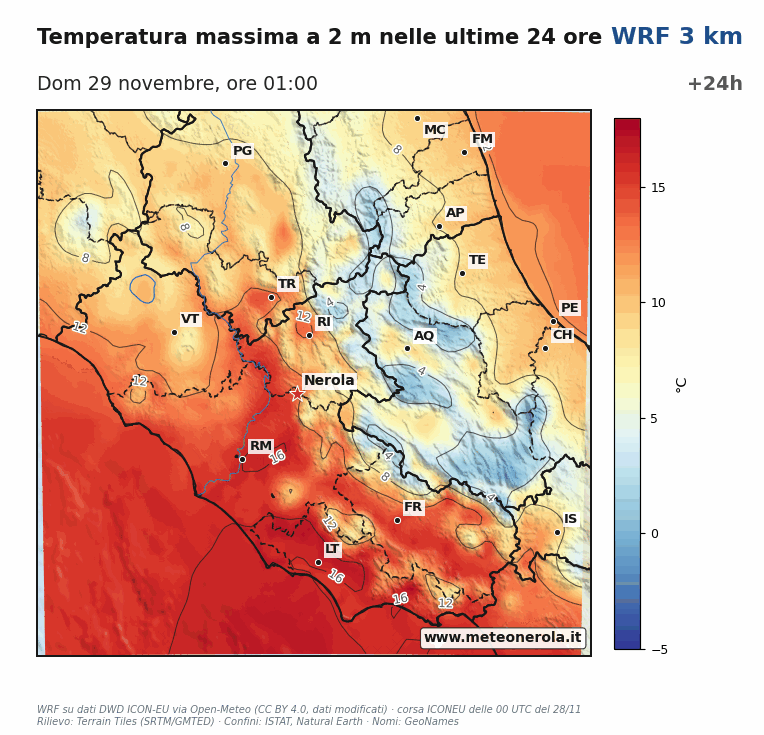 Temperatura massima a 2 m nelle ultime 24 ore WRF 3 km
Dom 29 novembre, ore 01:00 +24h
MC
FM
PG
8
8
AP
8
TE
TR
4
4
12
PE
VT
RI
12
AQ
CH
4
12
Nerola
RM
16
4
8
4
FR
12
IS
LT
16
16
12
www.meteonerola.it
15
10
5
0
−5
°C
WRF su dati DWD ICON-EU via Open-Meteo (CC BY 4.0, dati modificati) · corsa ICONEU delle 00 UTC del 28/11
Rilievo: Terrain Tiles (SRTM/GMTED) · Confini: ISTAT, Natural Earth · Nomi: GeoNames